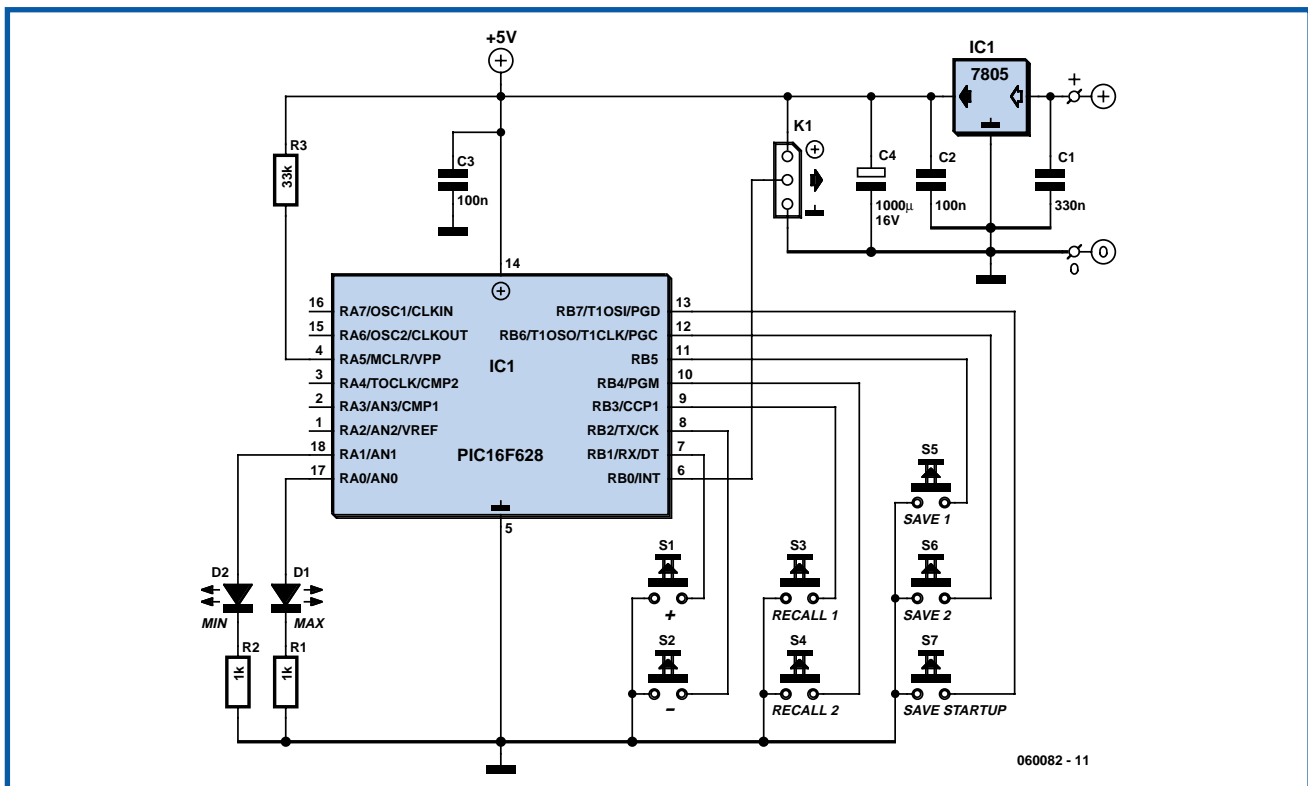 +5V
IC1
7805
+
+
K1
+
R3
33k
C3
100n
C4
1000µ
16V
C2
100n
C1
330n
0
0
14
+
16 RA7/OSC1/CLKIN
15 RA6/OSC2/CLKOUT
4 RA5/MCLR/VPP
3 RA4/TOCLK/CMP2
2 RA3/AN3/CMP1
1 RA2/AN2/VREF
18 RA1/AN1
17 RA0/AN0
IC1
PIC16F628
RB7/T1OSI/PGD 13
RB6/T1OSO/T1CLK/PGC 12
RB5 11
RB4/PGM 10
RB3/CCP1 9
RB2/TX/CK 8
RB1/RX/DT 7
RB0/INT 6
5
D2
MIN
D1
MAX
R2
1k
R1
1k
S1
+
S2
–
S3
RECALL 1
S4
RECALL 2
S5
SAVE 1
S6
SAVE 2
S7
SAVE STARTUP
060082 - 11